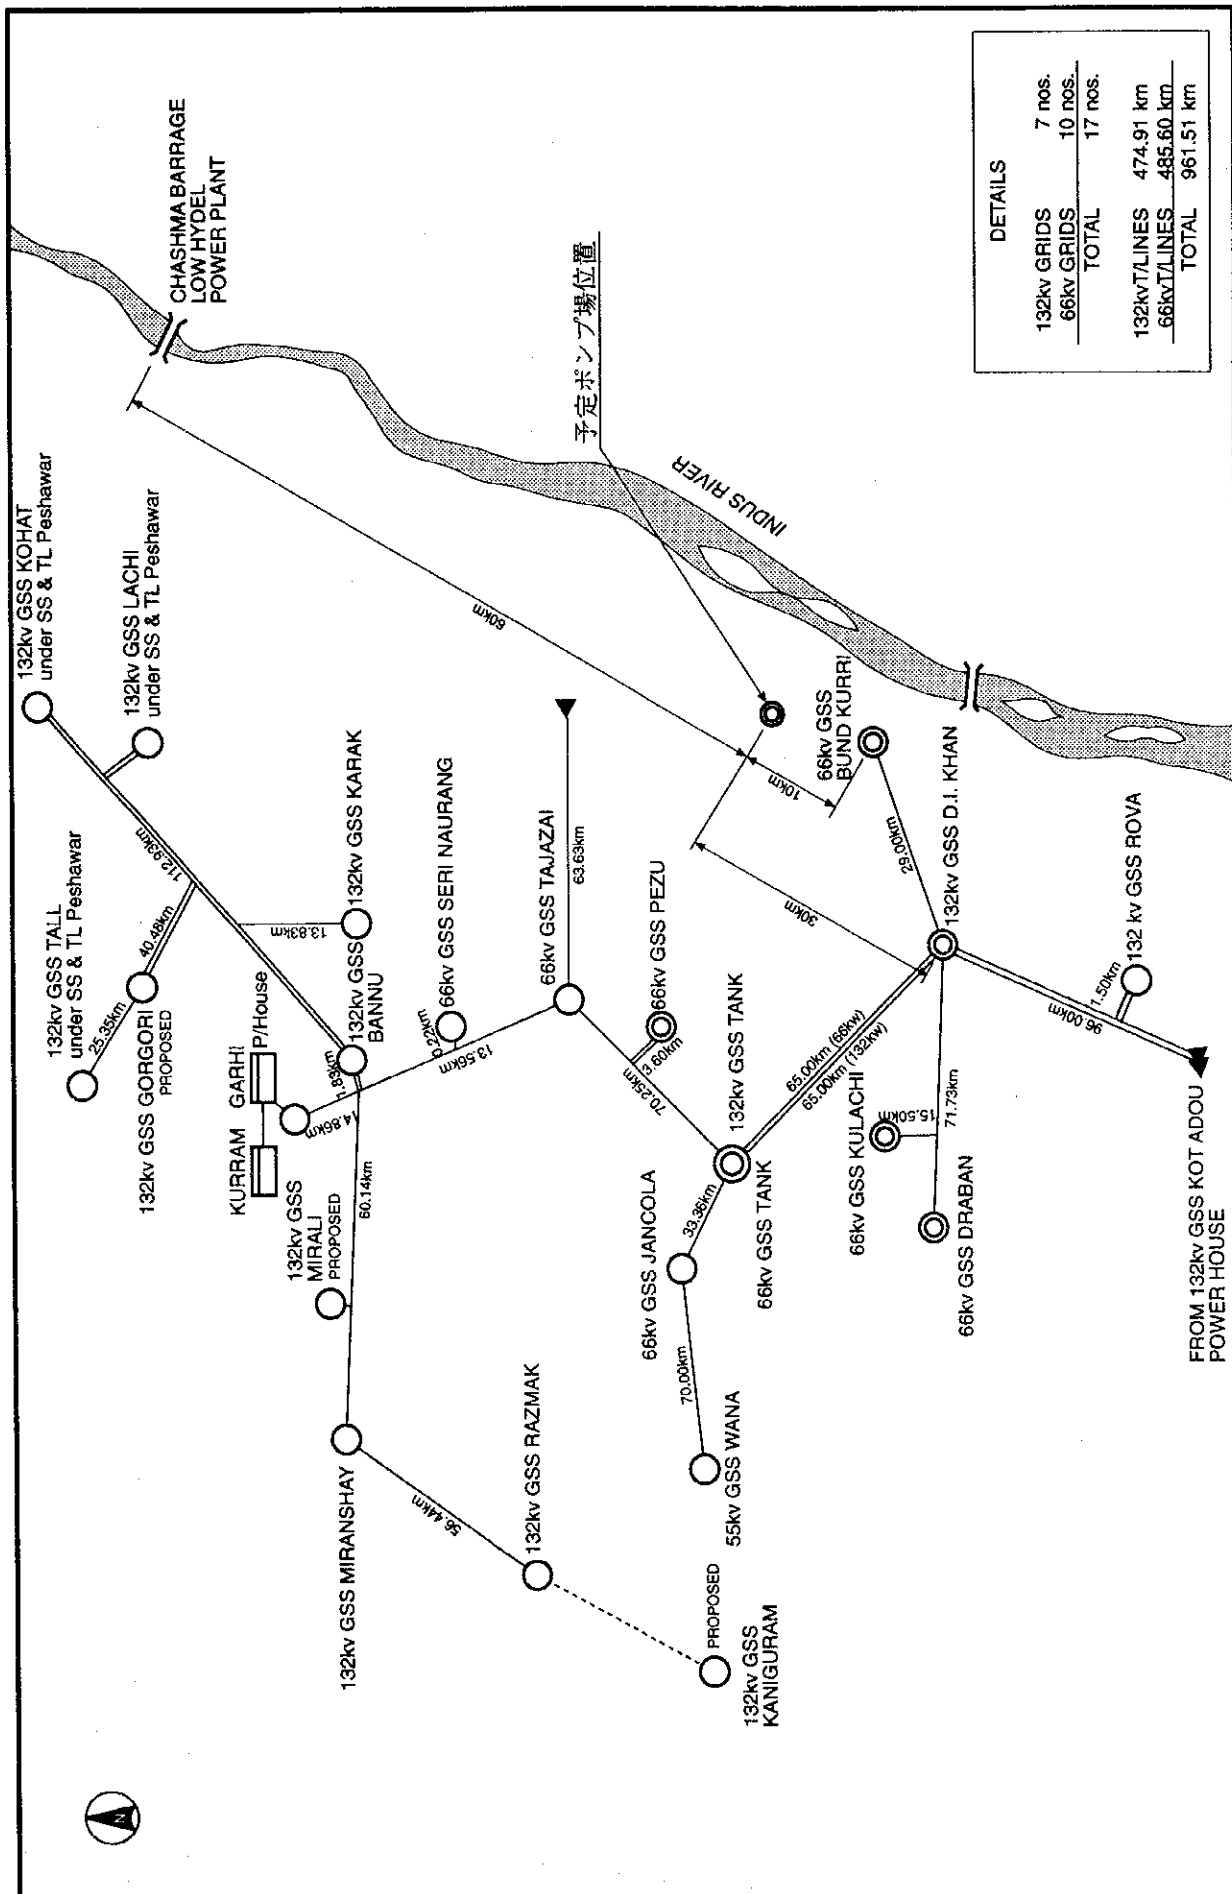 132kv GSS KOHAT
under SS & TL Peshawar
132kv GSS LACHI
under SS & TL Peshawar
132kv GSS TALL
under SS & TL Peshawar
25.35km
40.48km
112.93km
132kv GSS GORGORI
PROPOSED
13.83km
132kv GSS KARAK
132kv GSS
BANNU
KURRAM GARHI P/House
14.86km
60.14km
132kv GSS
MIRALI
PROPOSED
132kv GSS MIRANSHAY
56.44km
132kv GSS RAZMAK
PROPOSED
132kv GSS
KANIGURAM
0.22km
66kv GSS SERI NAURANG
13.56km
66kv GSS TAJAZAI
63.63km
70.25km
3.60km
66kv GSS PEZU
132kv GSS TANK
66kv GSS TANK
33.36km
66kv GSS JANCOLA
70.00km
55kv GSS WANA
65.00km (66kw)
65.00km (132kw)
CHASHMA BARRAGE
LOW HYDEL
POWER PLANT
60km
予定ポンプ場位置
INDUS RIVER
10km
30km
66kv GSS
BUND KURRI
29.00km
132kv GSS D.I. KHAN
66kv GSS KULACHI
15.50km
71.73km
66kv GSS DRABAN
132 kv GSS ROVA
1.50km
96.00km
FROM 132kv GSS KOT ADOU
POWER HOUSE
N
DETAILS
132kv GRIDS 7 nos.
66kv GRIDS 10 nos.
TOTAL 17 nos.
132kvT/LINES 474.91 km
66kvT/LINES 485.60 km
TOTAL 961.51 km